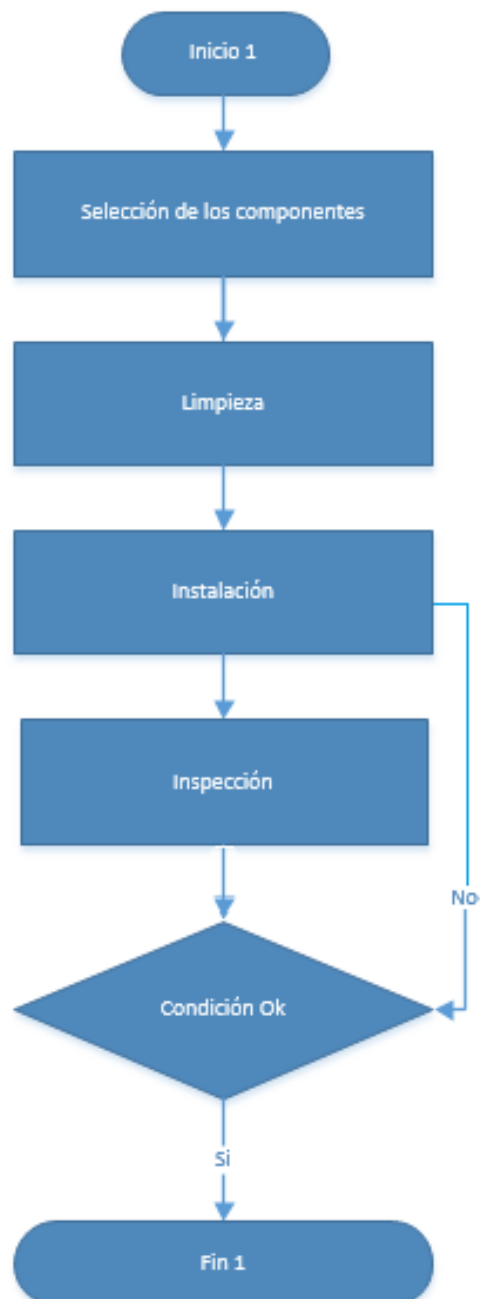 Inicio 1
Selección de los componentes
Limpieza
Instalación
Inspección
No
Condición Ok
Si
Fin 1